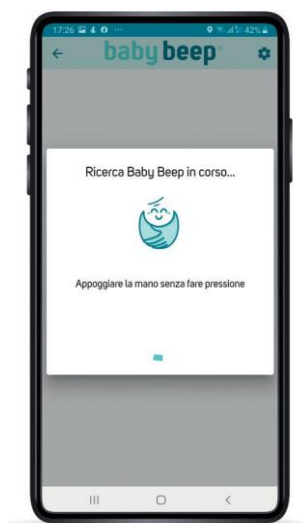 17:26
42%
baby beep
Ricerca Baby Beep in corso...
Appoggiare la mano senza fare pressione